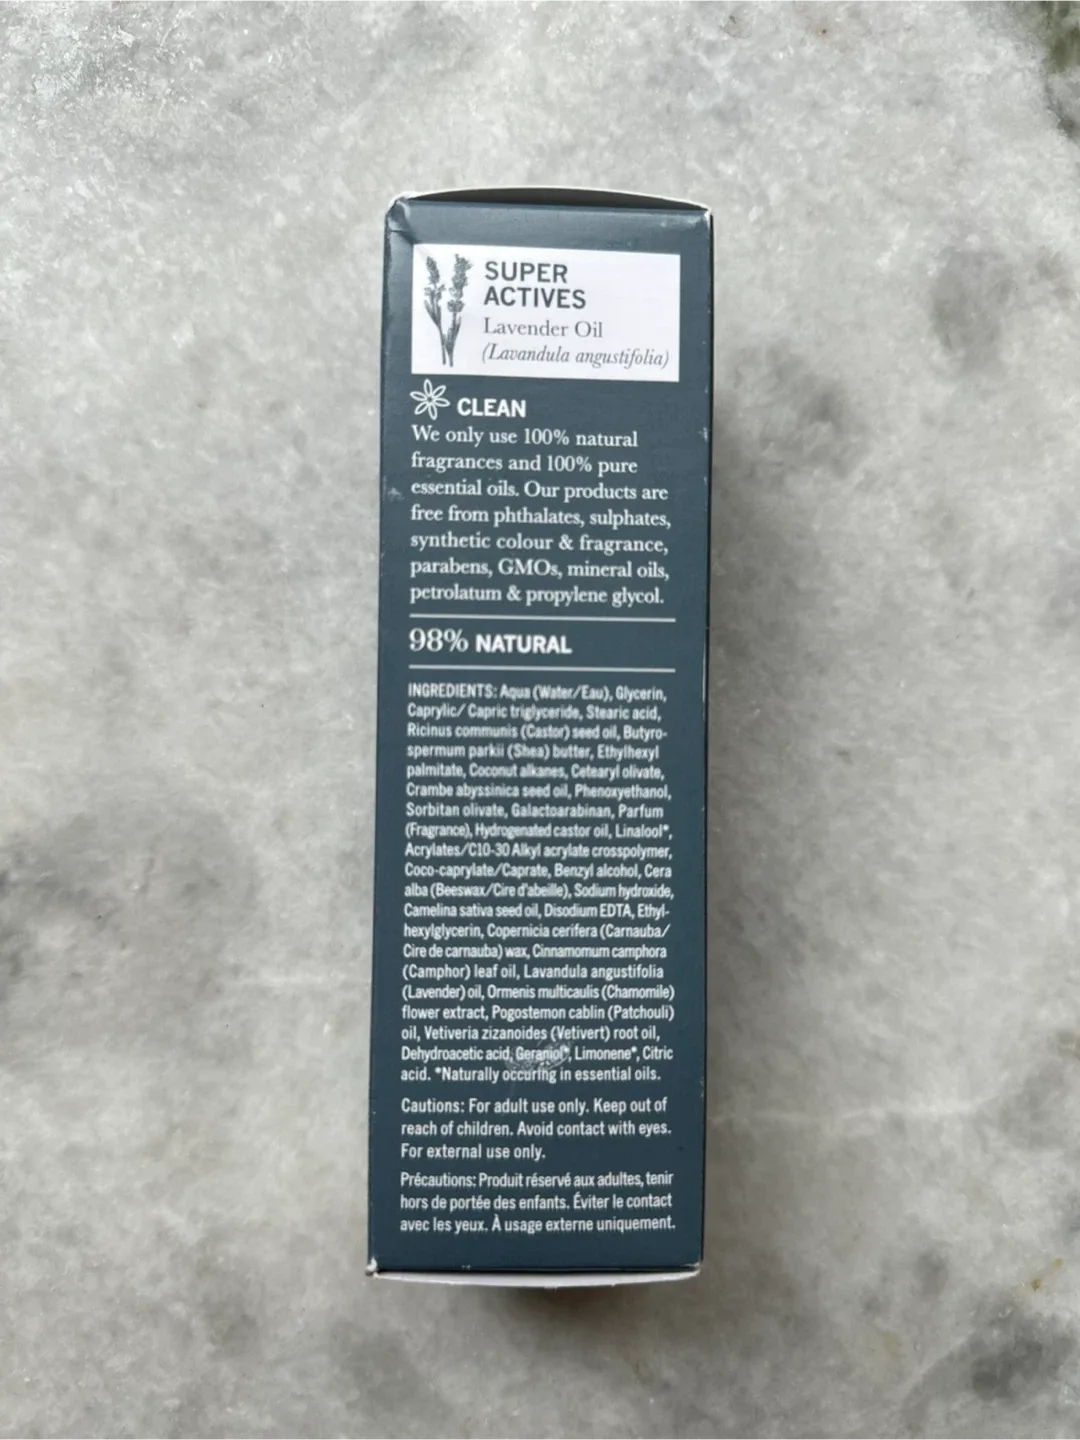 SUPER
ACTIVES
Lavender Oil
(Lavandula angustifolia)
CLEAN
We only use 100% natural
fragrances and 100% pure
essential oils. Our products are
free from phthalates, sulphates,
synthetic colour & fragrance,
parabens, GMOs, mineral oils,
petrolatum & propylene glycol.
98% NATURAL
INGREDIENTS: Aqua (Water/Eau), Glycerin,
Caprylic/ Capric triglyceride, Stearic acid,
Ricinus communis (Castor) seed oil, Butyro-
spermum parkii (Shea) butter, Ethylhexyl
palmitate, Coconut alkanes, Cetearyl olivate,
Crambe abyssinica seed oil, Phenoxyethanol,
Sorbitan olivate, Galactoarabinan, Parfum
(Fragrance), Hydrogenated castor oil, Linalool*,
Acrylates/C10-30 Alkyl acrylate crosspolymer,
Coco-caprylate/Caprate, Benzyl alcohol, Cera
alba (Beeswax/Cire d'abeille), Sodium hydroxide,
Camelina sativa seed oil, Disodium EDTA, Ethyl-
hexylglycerin, Copernicia cerifera (Carnauba/
Cire de carnauba) wax, Cinnamomum camphora
(Camphor) leaf oil, Lavandula angustifolia
(Lavender) oil, Ormenis multicaulis (Chamomile)
flower extract, Pogostemon cablin (Patchouli)
oil, Vetiveria zizanoides (Vetivert) root oil,
Dehydroacetic acid, Geraniol*, Limonene*, Citric
acid. *Naturally occuring in essential oils.
Cautions: For adult use only. Keep out of
reach of children. Avoid contact with eyes.
For external use only.
Précautions: Produit réservé aux adultes, tenir
hors de portée des enfants. Éviter le contact
avec les yeux. À usage externe uniquement.